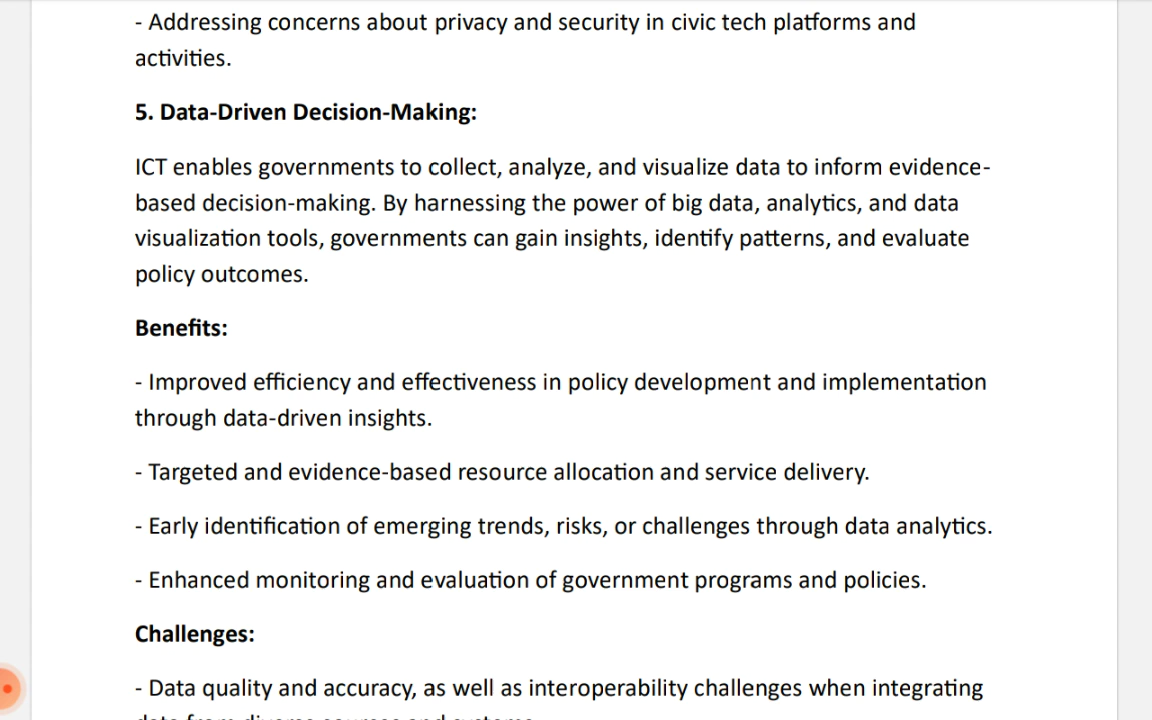 - Addressing concerns about privacy and security in civic tech platforms and
activities.
5. Data-Driven Decision-Making:
ICT enables governments to collect, analyze, and visualize data to inform evidence-
based decision-making. By harnessing the power of big data, analytics, and data
visualization tools, governments can gain insights, identify patterns, and evaluate
policy outcomes.
Benefits:
- Improved efficiency and effectiveness in policy development and implementation
through data-driven insights.
- Targeted and evidence-based resource allocation and service delivery.
- Early identification of emerging trends, risks, or challenges through data analytics.
- Enhanced monitoring and evaluation of government programs and policies.
Challenges:
- Data quality and accuracy, as well as interoperability challenges when integrating